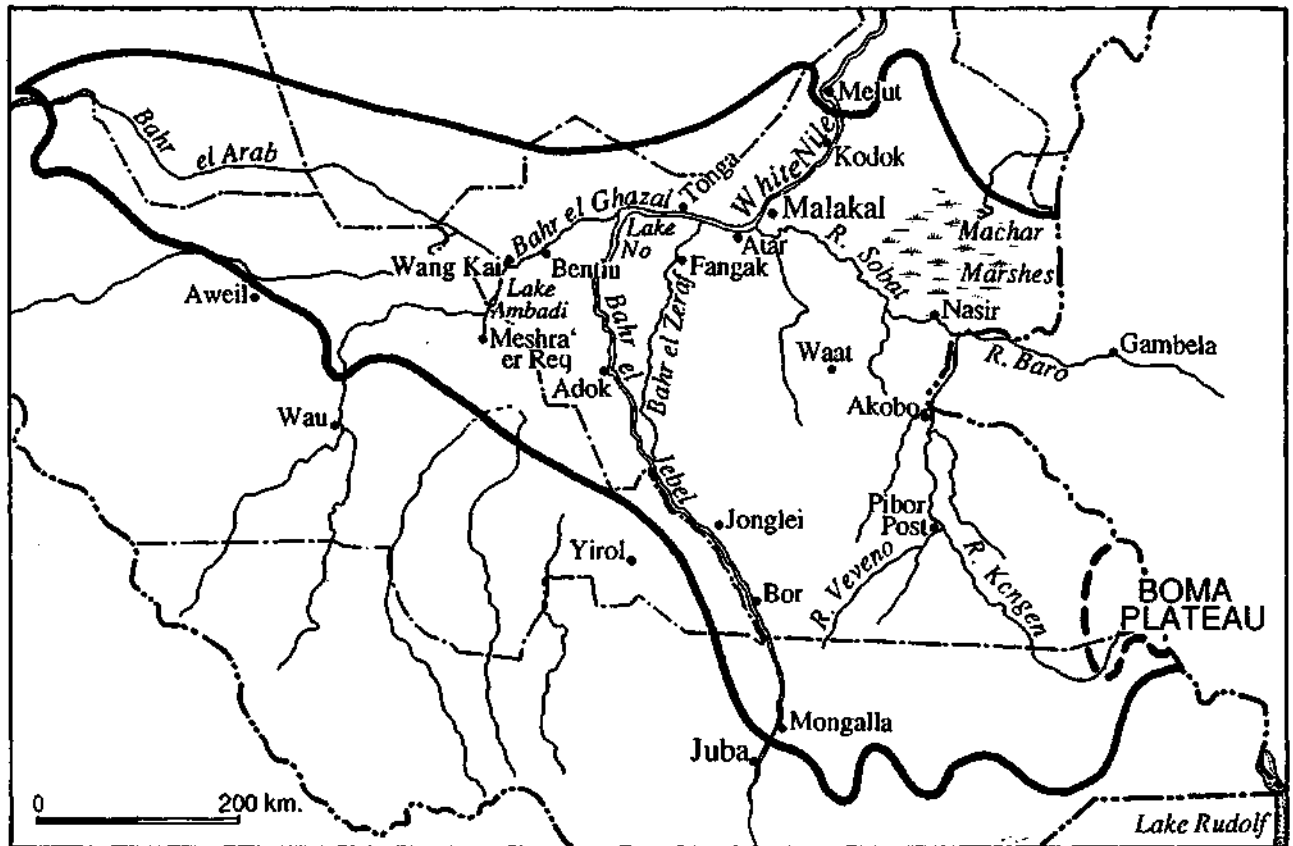 Melut
Bahr
el Arab
White Nile
Kodok
Tonga
Bahr el Ghazal
Malakal
Machar
Marshes
Lake
No
Atar
R. Sobat
Wang Kai
Bentiu
Fangak
Aweil
Lake
Ambadi
Nasir
Meshra'
er Req
Bahr el
Jebel
Bahr el Zeraf
Waat
R. Baro
Gambela
Adok
Akobo
Wau
Pibor
Post
Jonglei
Yirol
R. Veveno
R. Kengen
BOMA
PLATEAU
Bor
Mongalla
Juba
0 200 km.
Lake Rudolf